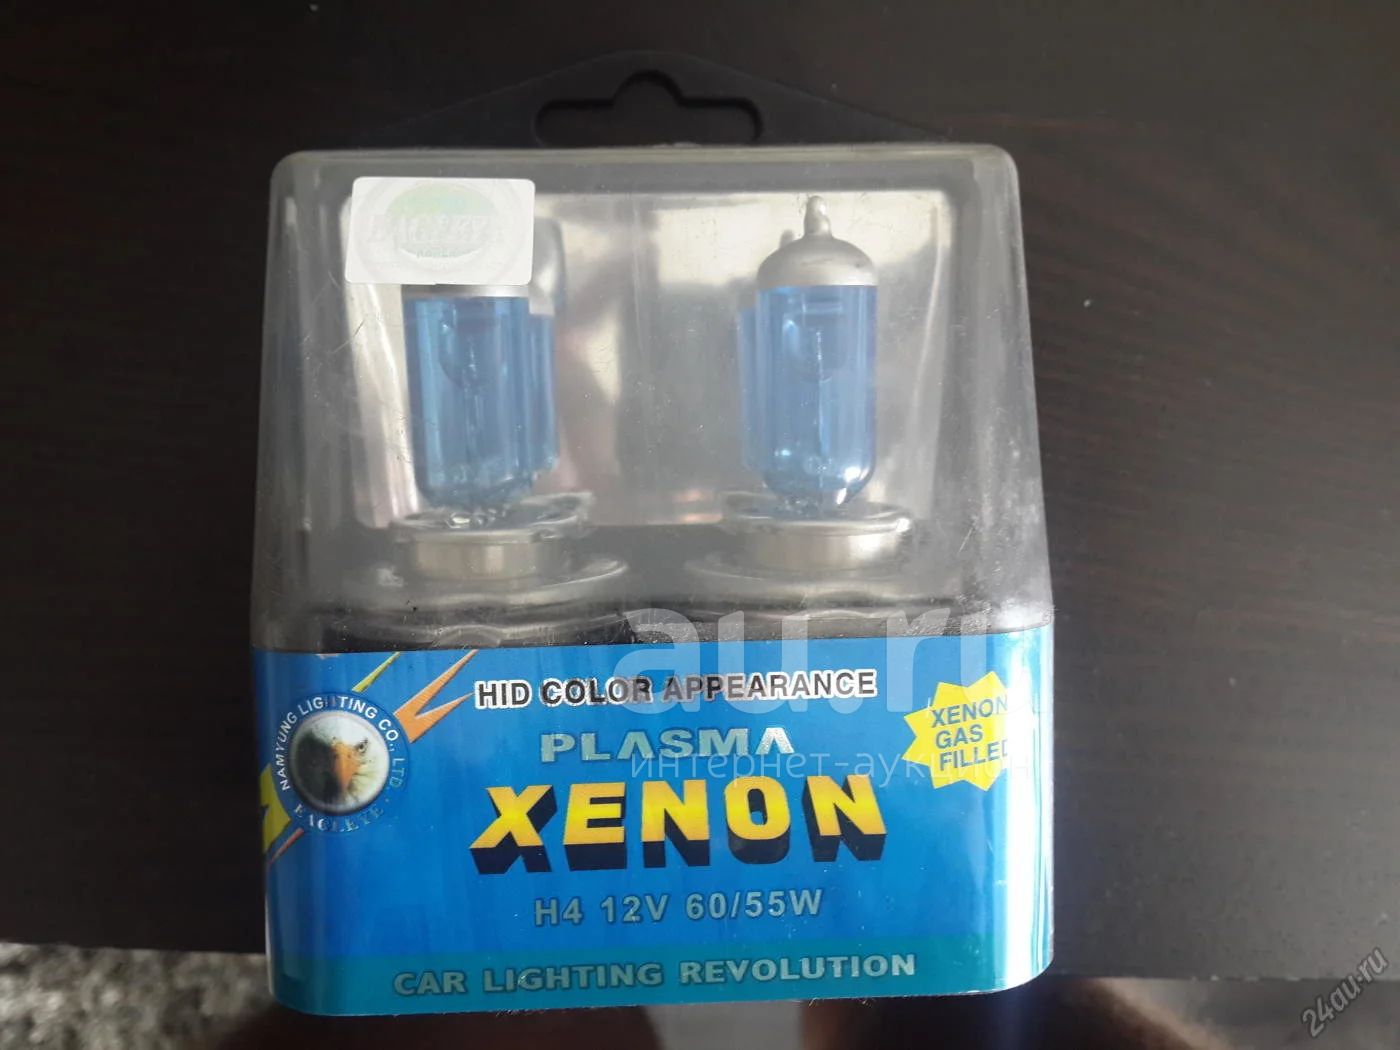 EAGLEYE
HID COLOR APPEARANCE
PLASMA
XENON
H4 12V 60/55W
CAR LIGHTING REVOLUTION
NAMYUNG LIGHTING CO., LTD.
EAGLEYE
XENON
GAS
FILLED
au.ru
интернет-аукцион
24au.ru